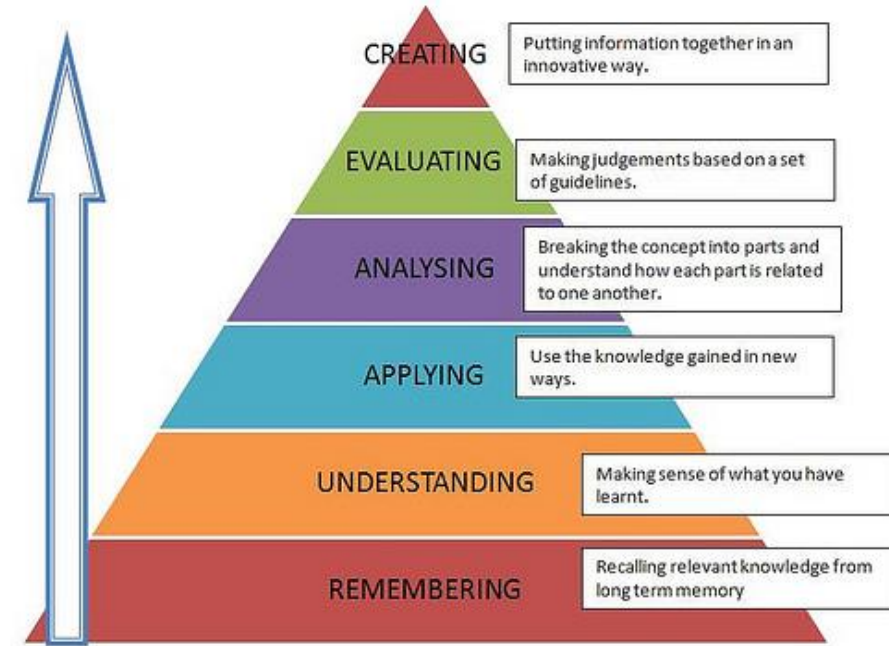 CREATING
Putting information together in an
innovative way.
EVALUATING
Making judgements based on a set
of guidelines.
ANALYSING
Breaking the concept into parts and
understand how each part is related
to one another.
APPLYING
Use the knowledge gained in new
ways.
UNDERSTANDING
Making sense of what you have
learnt.
REMEMBERING
Recalling relevant knowledge from
long term memory